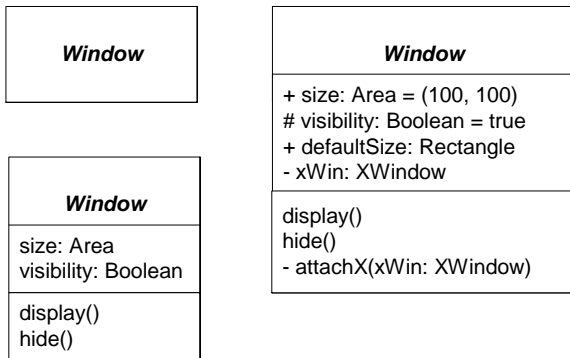 Window
Window
size: Area
visibility: Boolean
display()
hide()
Window
+ size: Area = (100, 100)
# visibility: Boolean = true
+ defaultSize: Rectangle
- xWin: XWindow
display()
hide()
- attachX(xWin: XWindow)